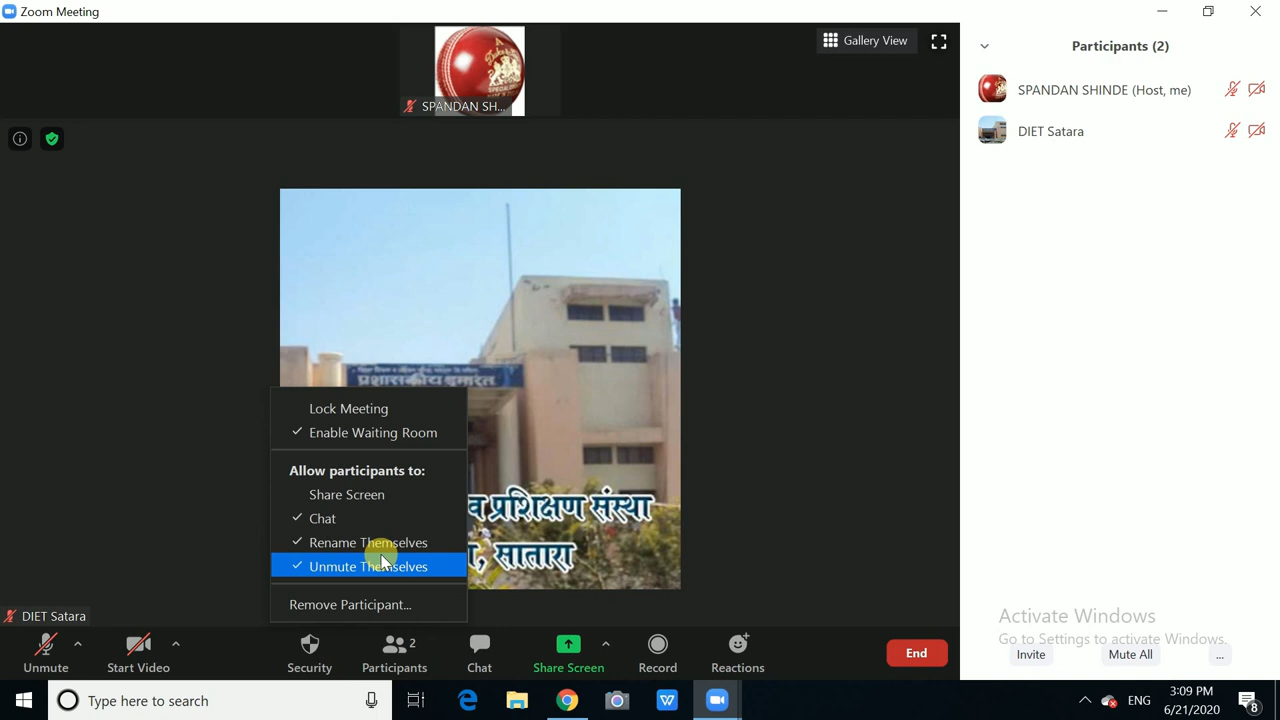 Zoom Meeting
Gallery View
SPANDAN SH...
Participants (2)
SPANDAN SHINDE (Host, me)
DIET Satara
प्रशासकीय इमारत
Lock Meeting
Enable Waiting Room
Allow participants to:
Share Screen
Chat
Rename Themselves
Unmute Themselves
Remove Participant...
व प्रशिक्षण संस्था
, सातारा
DIET Satara
Activate Windows
Go to Settings to activate Windows.
Invite
Mute All
...
Unmute
Start Video
Security
2
Participants
Chat
Share Screen
Record
Reactions
End
Type here to search
ENG
3:09 PM
6/21/2020
8